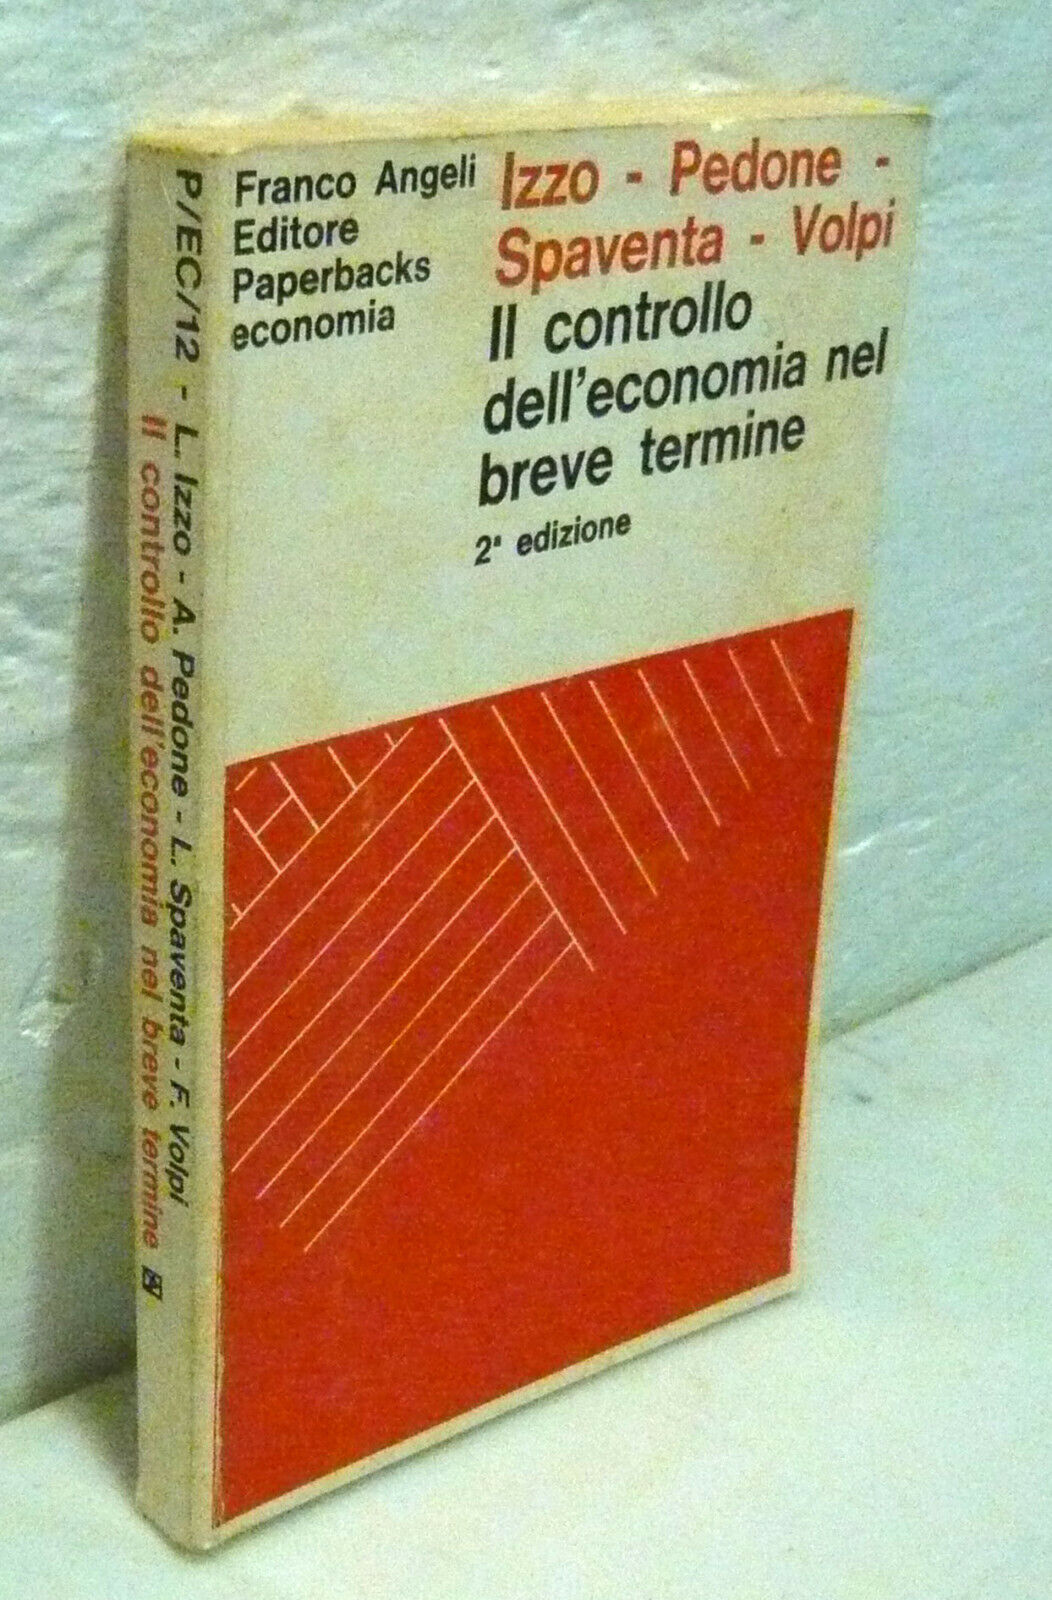 Franco Angeli
Editore
Paperbacks
economia
Izzo - Pedone -
Spaventa - Volpi
Il controllo
dell'economia nel
breve termine
2ª edizione
P/EC/12 - L. Izzo - A. Pedone - L. Spaventa - F. Volpi
Il controllo dell'economia nel breve termine